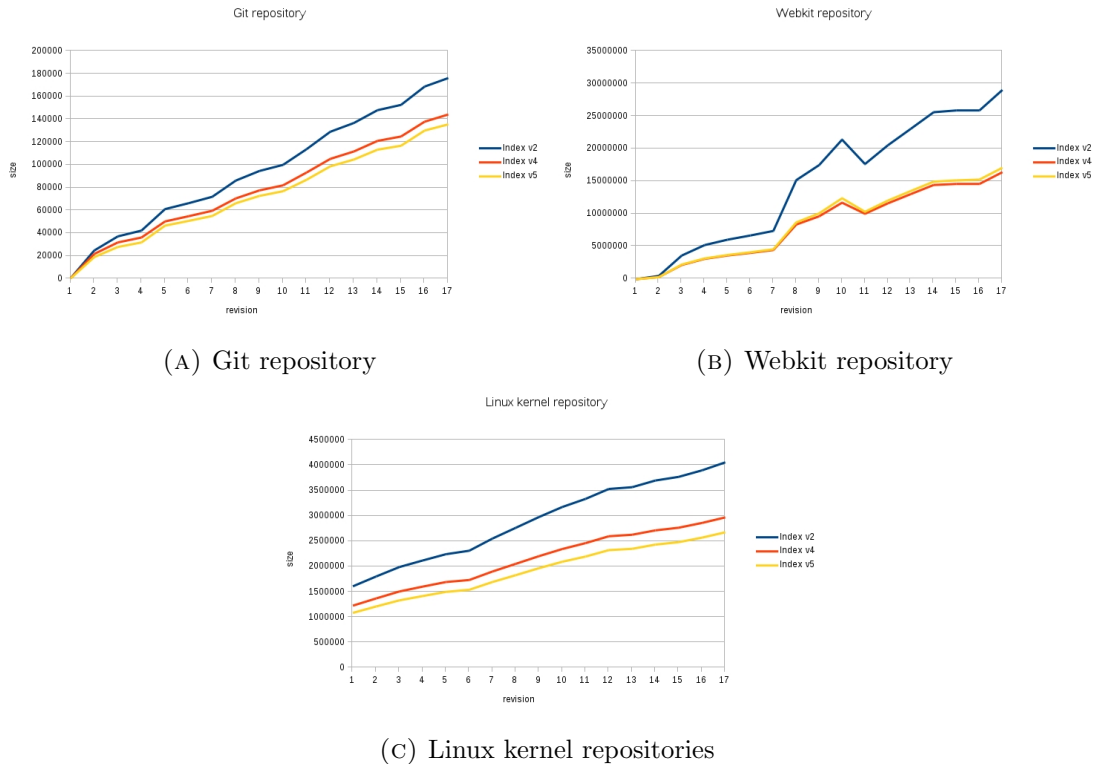 Git repository
200000
180000
160000
140000
120000
100000
80000
60000
40000
20000
0
size
1 2 3 4 5 6 7 8 9 10 11 12 13 14 15 16 17
revision
Index v2
Index v4
Index v5
(A) Git repository
Webkit repository
35000000
30000000
25000000
20000000
15000000
10000000
5000000
0
size
1 2 3 4 5 6 7 8 9 10 11 12 13 14 15 16 17
revision
Index v2
Index v4
Index v5
(B) Webkit repository
Linux kernel repository
4500000
4000000
3500000
3000000
2500000
2000000
1500000
1000000
500000
0
size
1 2 3 4 5 6 7 8 9 10 11 12 13 14 15 16 17
revision
Index v2
Index v4
Index v5
(C) Linux kernel repositories